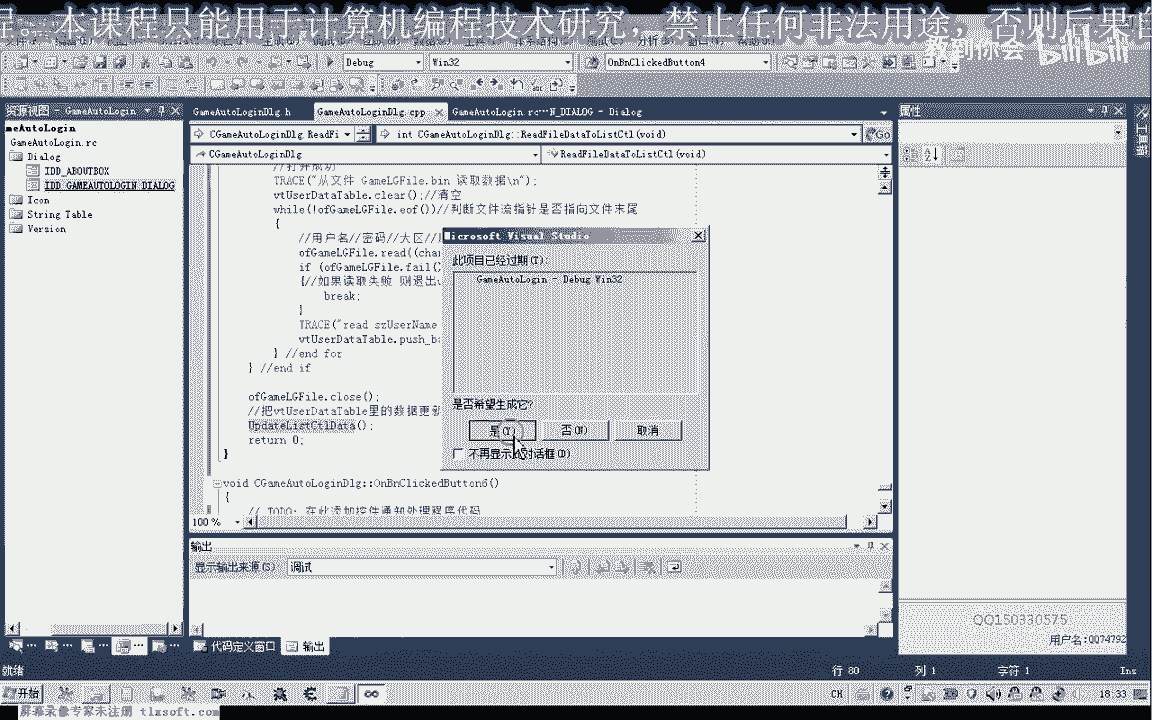 。本课程只能用于计算机编程技术研究，禁止任何非法用途，否则后果自
教到你会 bilibili
Debug Win32 OnBnClickedButton4
资源视图 - GameAutoLogin
GameAutoLoginDlg.h GameAutoLoginDlg.cpp GameAutoLogin.rc…N_DIALOG - Dialog
属性
工具箱
meAutoLogin
GameAutoLogin.rc
Dialog
IDD_ABOUTBOX
IDD_GAMEAUTOLOGIN_DIALOG
Icon
String Table
Version
CGameAutoLoginDlg.ReadFi int CGameAutoLoginDlg::ReadFileDataToListCtl(void) Go
CGameAutoLoginDlg ReadFileDataToListCtl(void)
//打开成功
TRACE("从文件 GameLGFile.bin 读取数据\n");
vtUserDataTable.clear();//清空
while(!ofGameLGFile.eof())//判断文件流指针是否指向文件末尾
{
//用户名//密码//大区//
ofGameLGFile.read((cha
if (ofGameLGFile.fail(
{//如果读取失败 则退出
break;
}
TRACE("read szUserName
vtUserDataTable.push_b
} //end for
} //end if
ofGameLGFile.close();
//把vtUserDataTable里的数据更新
UpdateListCtlData();
return 0;
}
void CGameAutoLoginDlg::OnBnClickedButton6()
{
// TODO: 在此添加控件通知处理程序代码
100 %
Microsoft Visual Studio
此项目已经过期(T):
GameAutoLogin - Debug Win32
是否希望生成它?
是(Y) 否(N) 取消
不再显示此对话框(D)
输出
显示输出来源(S): 调试
代码定义窗口 输出
QQ150330575
用户名:QQ74792
就绪 行 80 列 1 字符 1 Ins
开始 CH 18:33
屏幕录像专家未注册 tlxsoft.com